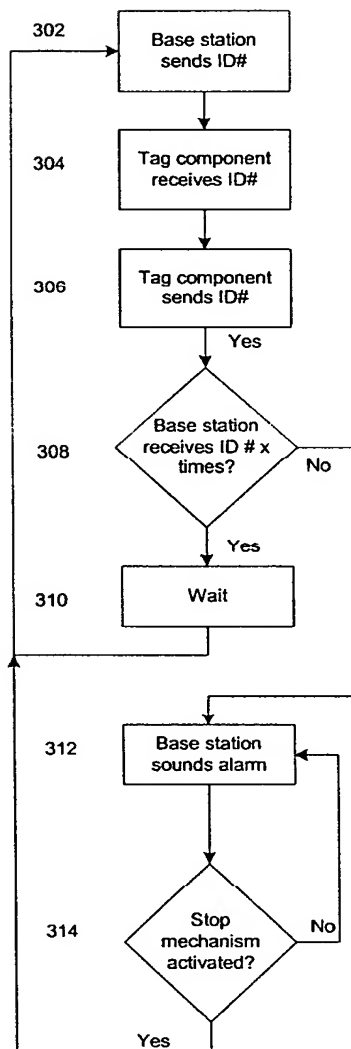 302
Base station
sends ID#
304
Tag component
receives ID#
306
Tag component
sends ID#
Yes
308
Base station
receives ID # x
times?
No
Yes
310
Wait
312
Base station
sounds alarm
314
Stop
mechanism
activated?
No
Yes